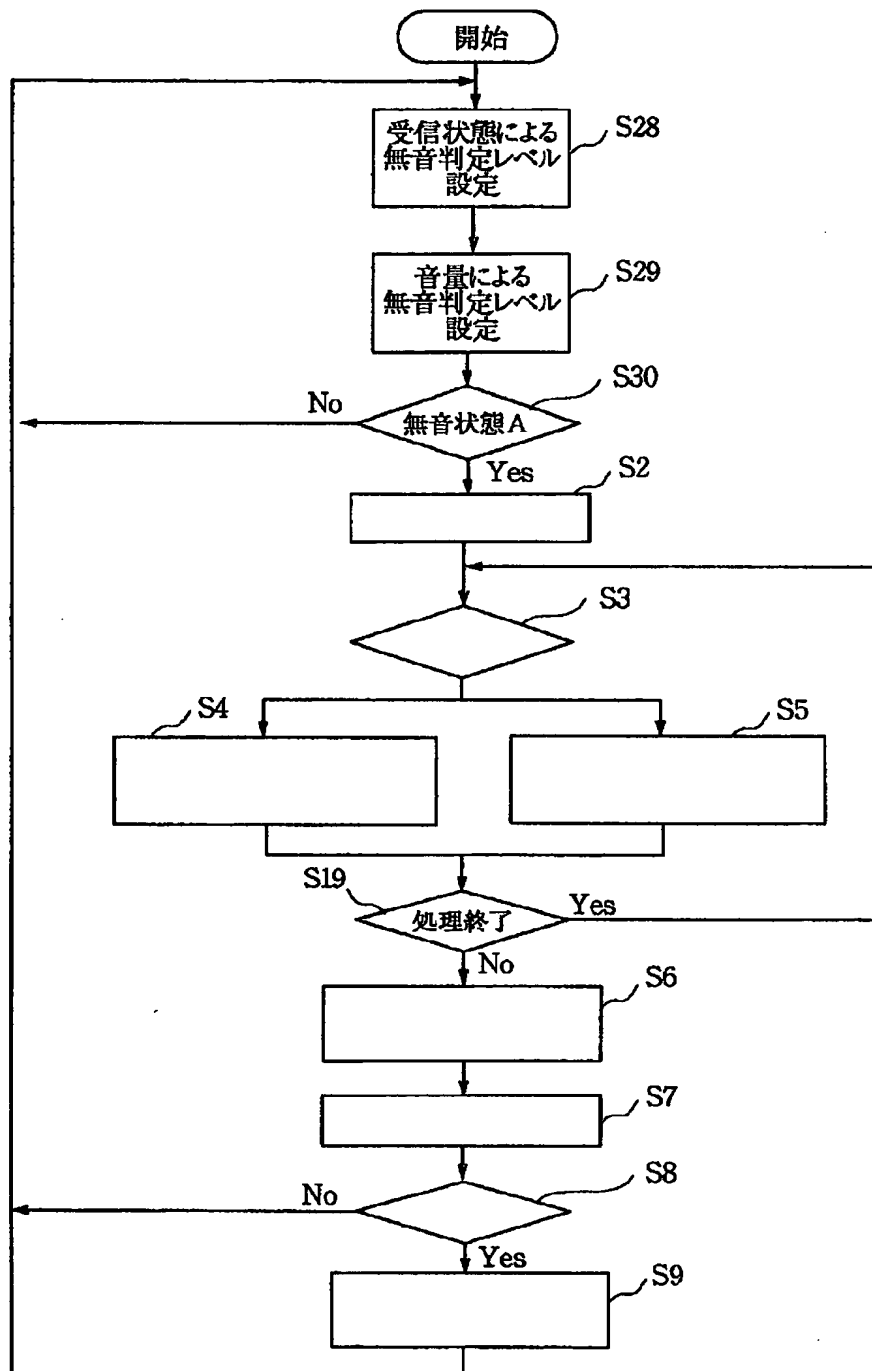 開始
S28
受信状態による
無音判定レベル
設定
S29
音量による
無音判定レベル
設定
S30
No
無音状態A
Yes
S2
S3
S4
S5
S19
処理終了
Yes
No
S6
S7
S8
No
Yes
S9